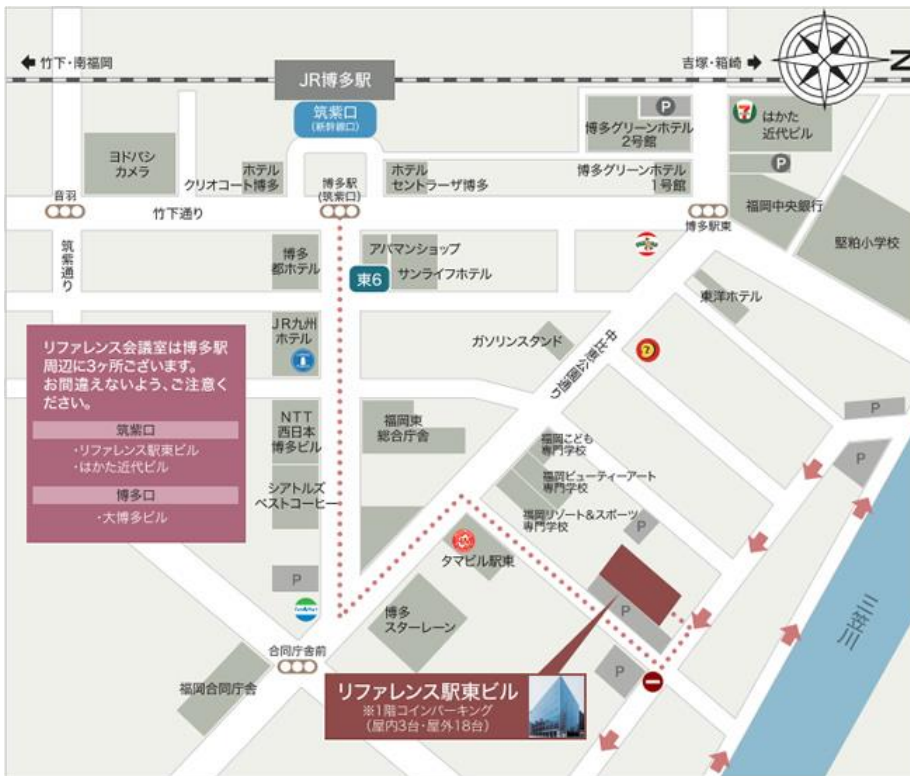 竹下・南福岡
吉塚・箱崎
N
JR博多駅
筑紫口
(新幹線口)
P
博多グリーンホテル
2号館
はかた
近代ビル
P
ヨドバシ
カメラ
ホテル
クリオコート博多
博多駅
(筑紫口)
ホテル
セントラーザ博多
博多グリーンホテル
1号館
音羽
竹下通り
博多駅東
福岡中央銀行
堅粕小学校
筑紫通り
博多
都ホテル
アパマンショップ
東6
サンライフホテル
東洋ホテル
JR九州
ホテル
ガソリンスタンド
中比恵公園通り
リファレンス会議室は博多駅
周辺に3ヶ所ございます。
お間違えないよう、ご注意く
ださい。
筑紫口
・リファレンス駅東ビル
・はかた近代ビル
博多口
・大博多ビル
NTT
西日本
博多ビル
福岡東
総合庁舎
P
福岡こども
専門学校
P
福岡ビューティーアート
専門学校
シアトルズ
ベストコーヒー
福岡リゾート&スポーツ
専門学校
P
タマビル駅東
P
P
三笠川
博多
スターレーン
合同庁舎前
P
福岡合同庁舎
リファレンス駅東ビル
※1階コインパーキング
(屋内3台・屋外18台)